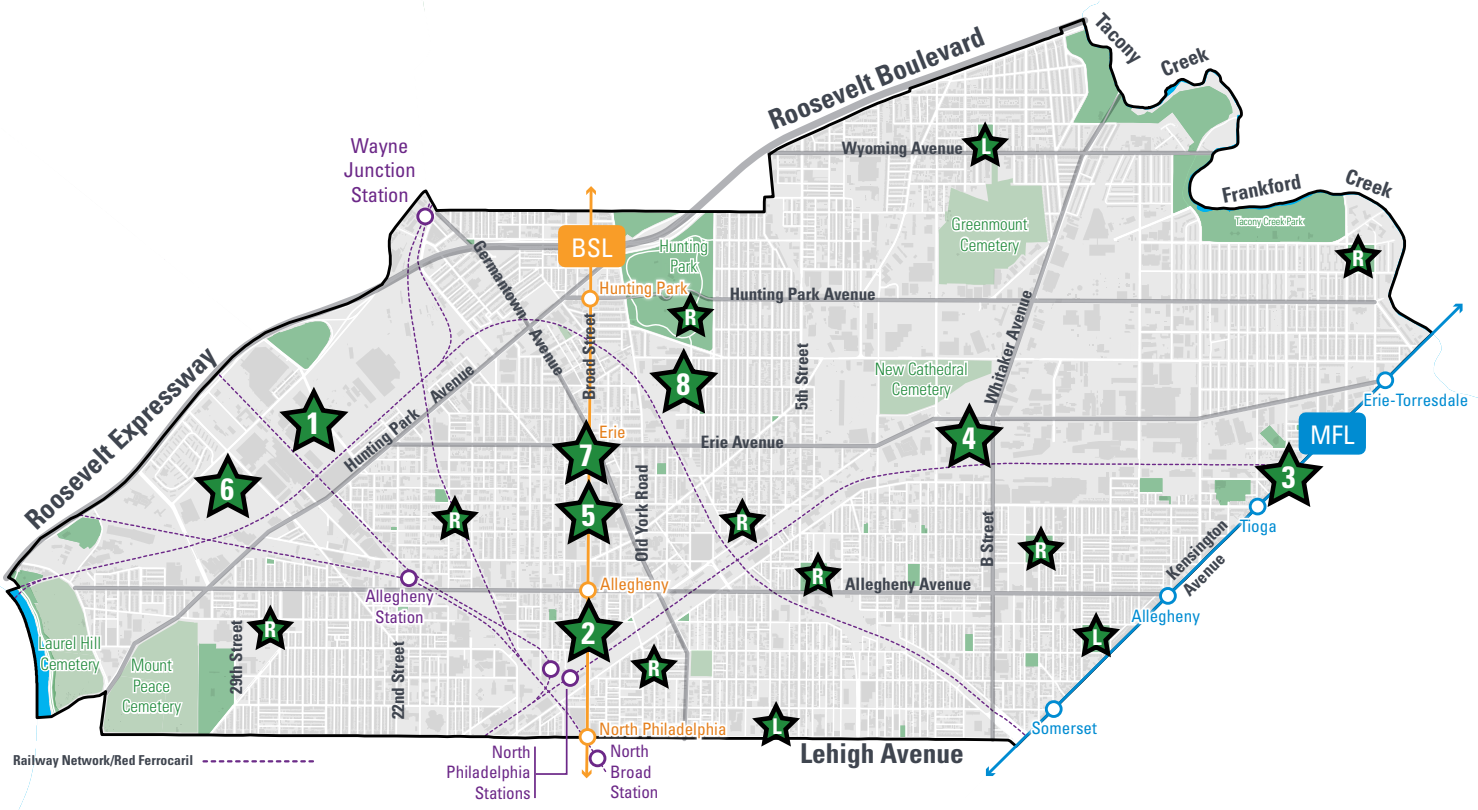 Roosevelt Boulevard
Tacony
Creek
Wayne
Junction
Station
Wyoming Avenue
L
Frankford
Creek
Tacony Creek Park
Greenmount
Cemetery
BSL
Hunting
Park
R
Germantown Avenue
Hunting Park
Hunting Park Avenue
R
Broad Street
5th Street
Whitaker Avenue
New Cathedral
Cemetery
8
Erie-Torresdale
Roosevelt Expressway
1
Hunting Park Avenue
Erie
Erie Avenue
4
MFL
7
3
6
5
R
R
Old York Road
B Street
R
Tioga
Kensington
Avenue
Allegheny
Station
Allegheny
R
Allegheny Avenue
Allegheny
Laurel Hill
Cemetery
R
2
L
Mount
Peace
Cemetery
29th Street
22nd Street
R
Somerset
North Philadelphia
L
Lehigh Avenue
Railway Network/Red Ferrocaril
North
Philadelphia
Stations
North
Broad
Station